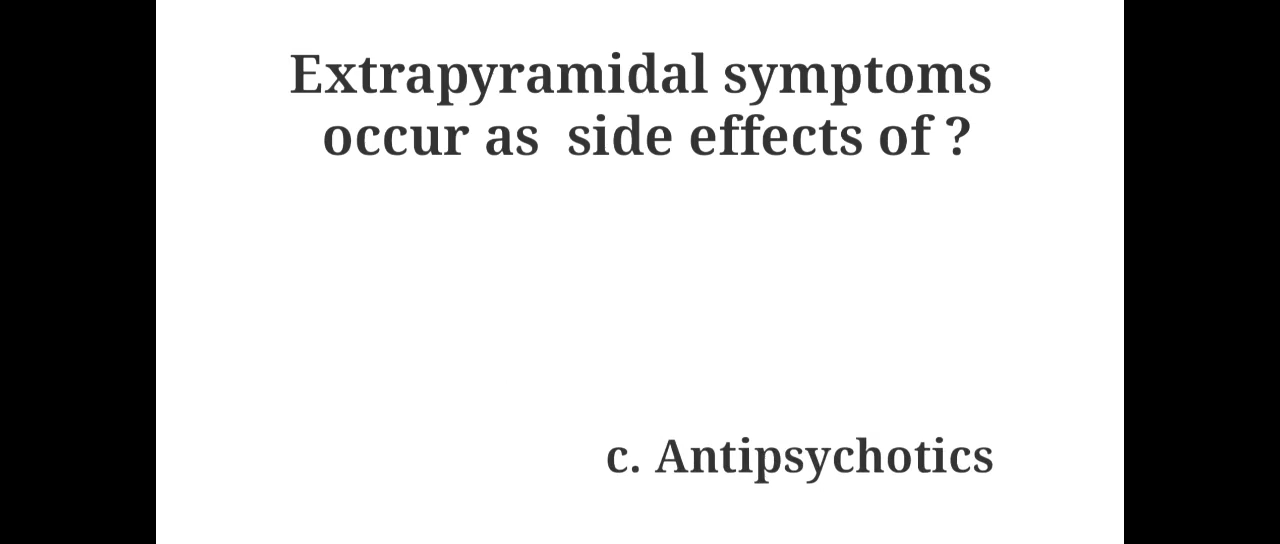 Extrapyramidal symptoms
occur as side effects of ?
c. Antipsychotics